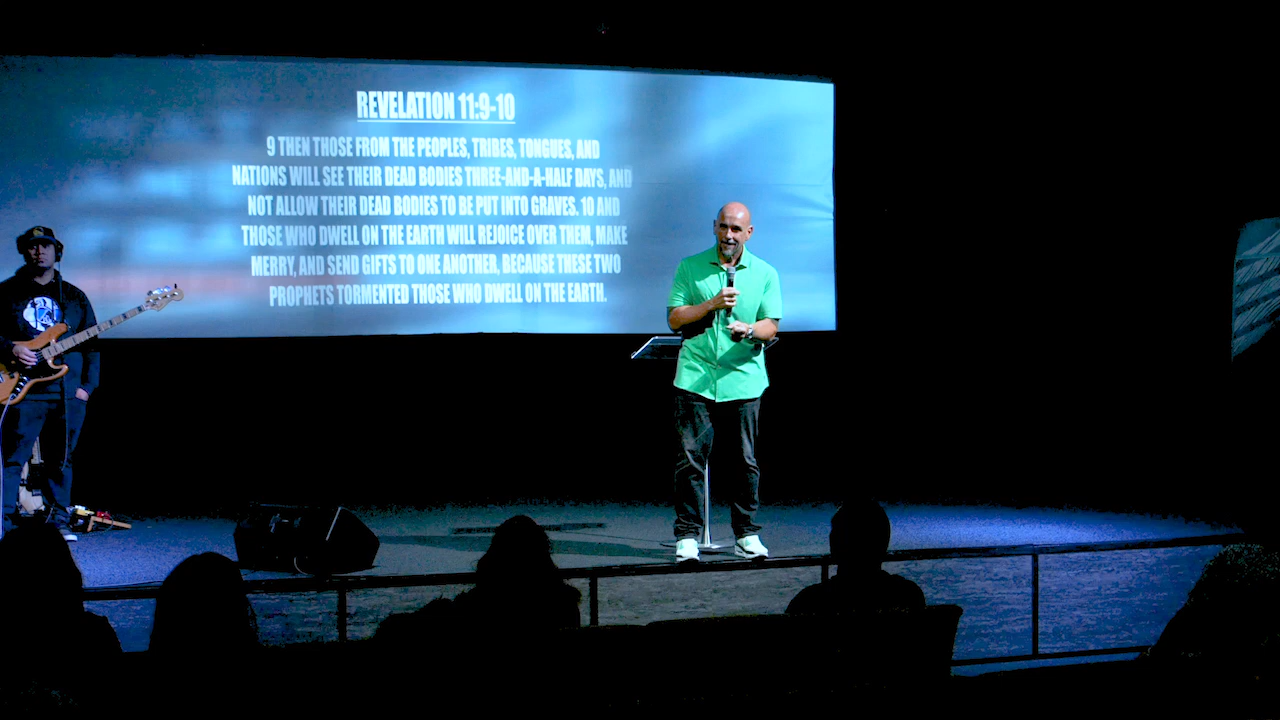 REVELATION 11:9-10
9 THEN THOSE FROM THE PEOPLES, TRIBES, TONGUES, AND
NATIONS WILL SEE THEIR DEAD BODIES THREE-AND-A-HALF DAYS, AND
NOT ALLOW THEIR DEAD BODIES TO BE PUT INTO GRAVES. 10 AND
THOSE WHO DWELL ON THE EARTH WILL REJOICE OVER THEM, MAKE
MERRY, AND SEND GIFTS TO ONE ANOTHER, BECAUSE THESE TWO
PROPHETS TORMENTED THOSE WHO DWELL ON THE EARTH.